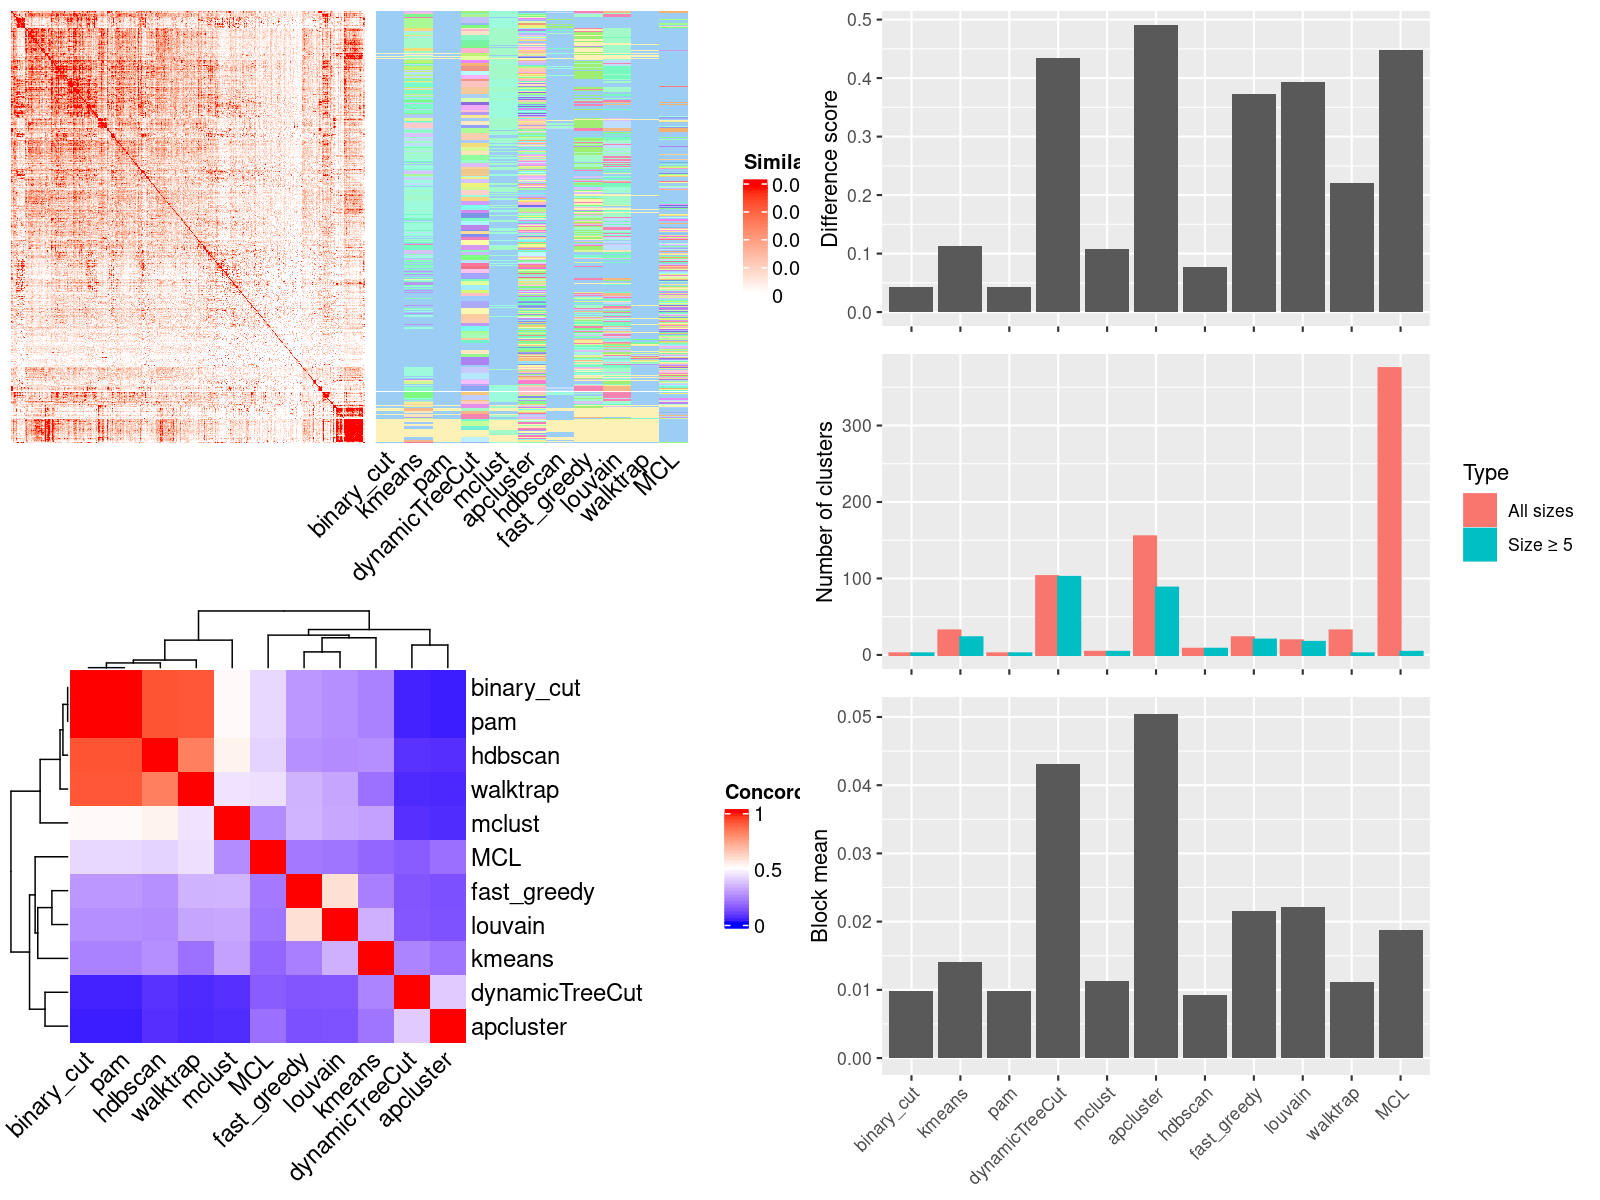 binary_cut
kmeans
pam
dynamicTreeCut
mclust
apcluster
hdbscan
fast_greedy
louvain
walktrap
MCL
Simila
0.0
0.0
0.0
0.0
0
binary_cut
pam
hdbscan
walktrap
mclust
MCL
fast_greedy
louvain
kmeans
dynamicTreeCut
apcluster
binary_cut
pam
hdbscan
walktrap
mclust
MCL
fast_greedy
louvain
kmeans
dynamicTreeCut
apcluster
Concord
1
0.5
0
Difference score
0.5
0.4
0.3
0.2
0.1
0.0
Number of clusters
300
200
100
0
Type
All sizes
Size ≥ 5
Block mean
0.05
0.04
0.03
0.02
0.01
0.00
binary_cut
kmeans
pam
dynamicTreeCut
mclust
apcluster
hdbscan
fast_greedy
louvain
walktrap
MCL